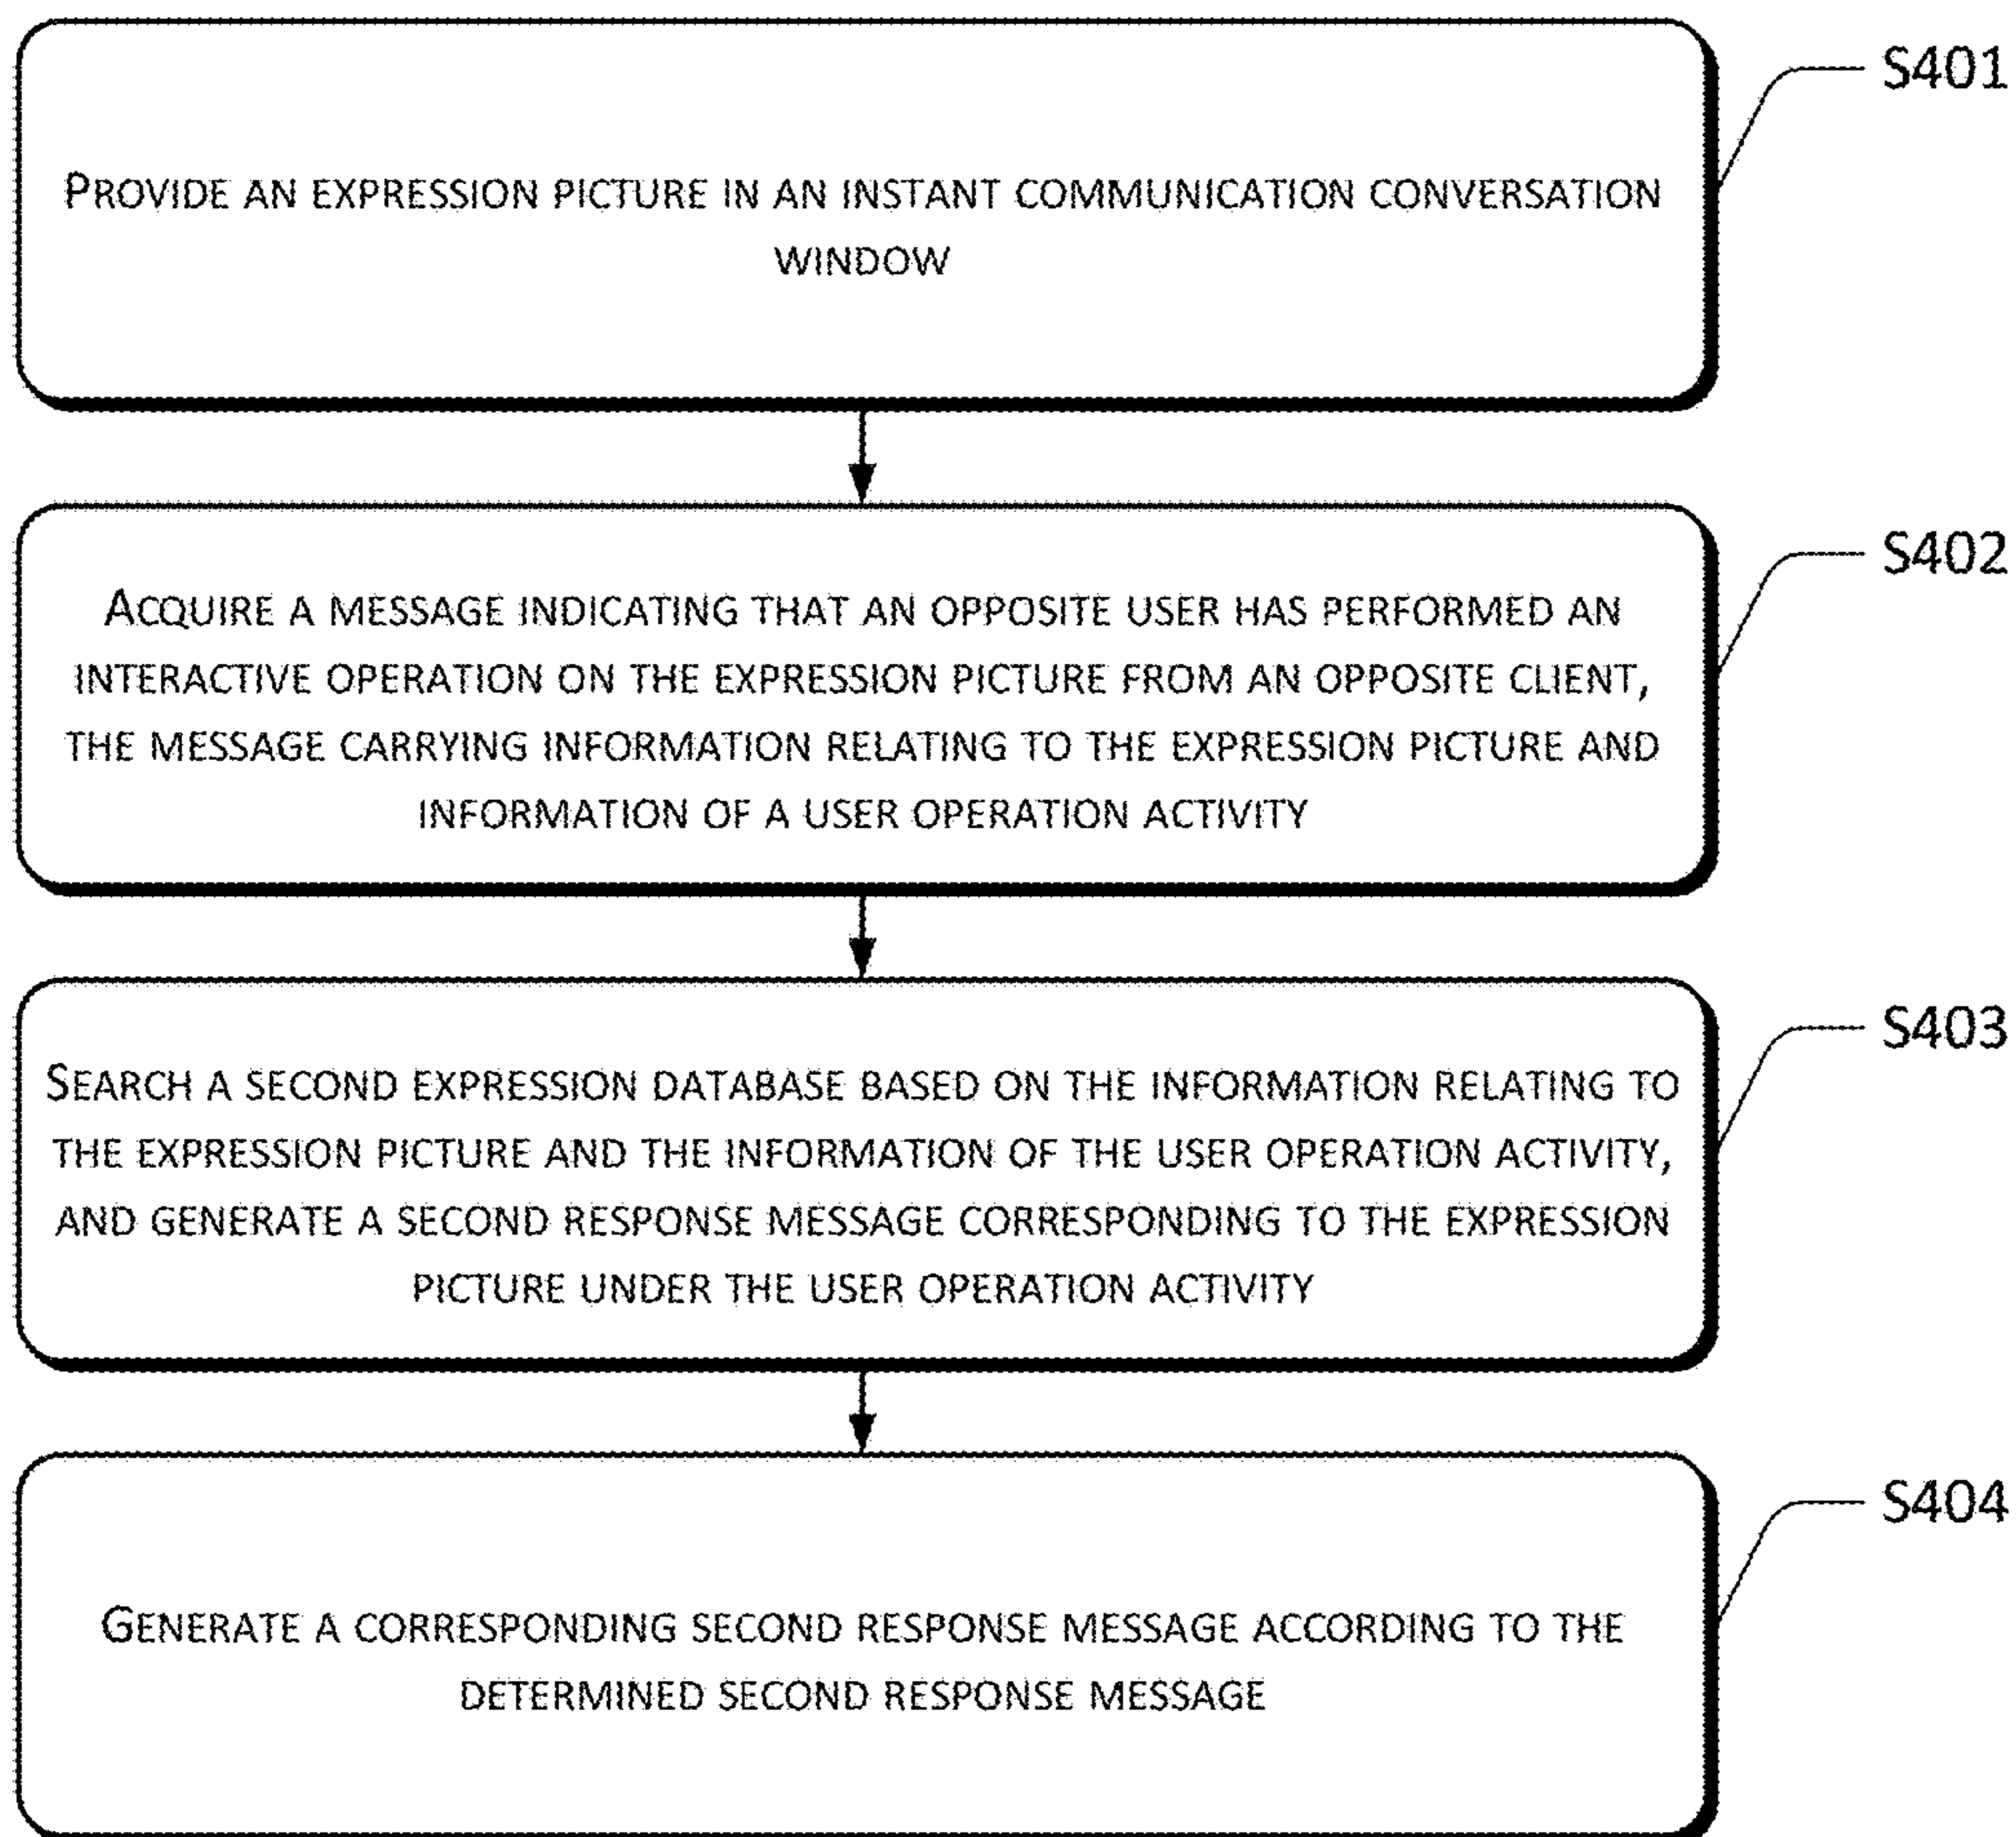 S401
PROVIDE AN EXPRESSION PICTURE IN AN INSTANT COMMUNICATION CONVERSATION
WINDOW
S402
ACQUIRE A MESSAGE INDICATING THAT AN OPPOSITE USER HAS PERFORMED AN
INTERACTIVE OPERATION ON THE EXPRESSION PICTURE FROM AN OPPOSITE CLIENT,
THE MESSAGE CARRYING INFORMATION RELATING TO THE EXPRESSION PICTURE AND
INFORMATION OF A USER OPERATION ACTIVITY
S403
SEARCH A SECOND EXPRESSION DATABASE BASED ON THE INFORMATION RELATING TO
THE EXPRESSION PICTURE AND THE INFORMATION OF THE USER OPERATION ACTIVITY,
AND GENERATE A SECOND RESPONSE MESSAGE CORRESPONDING TO THE EXPRESSION
PICTURE UNDER THE USER OPERATION ACTIVITY
S404
GENERATE A CORRESPONDING SECOND RESPONSE MESSAGE ACCORDING TO THE
DETERMINED SECOND RESPONSE MESSAGE